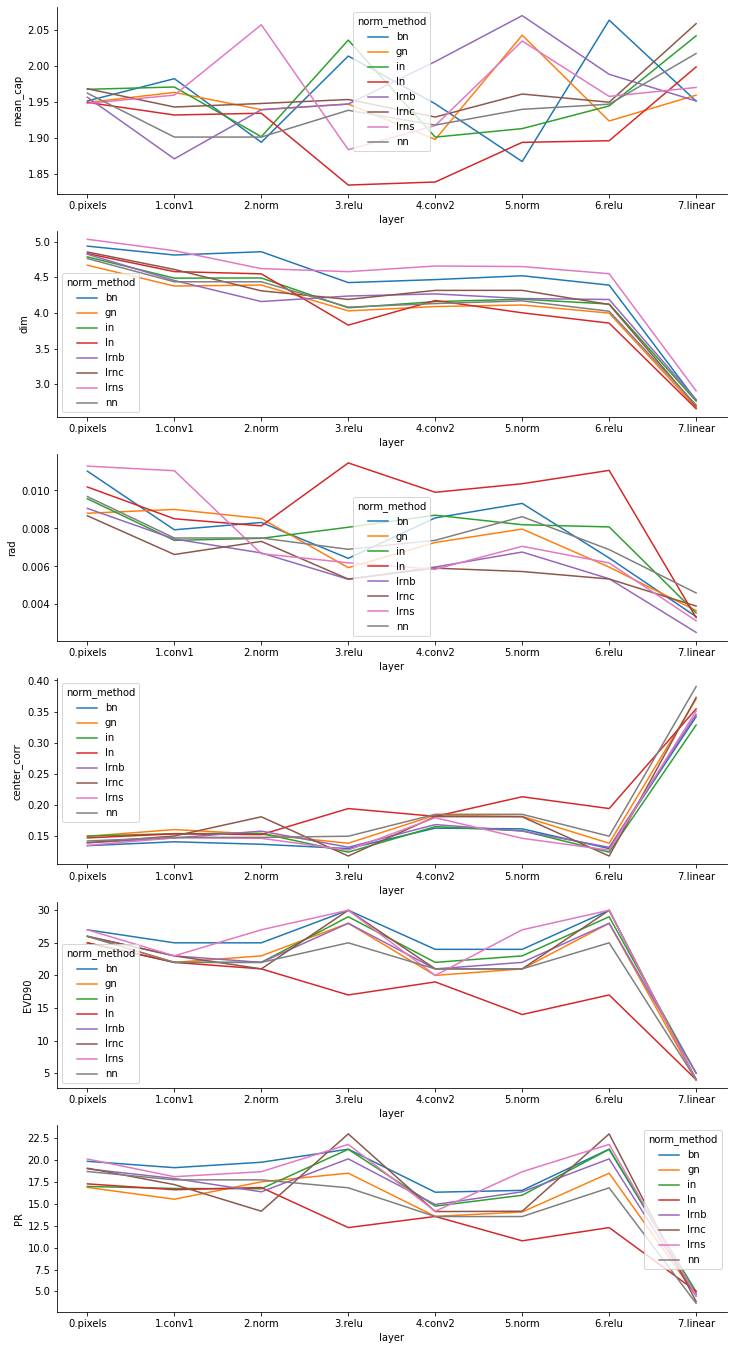 norm_method
bn
gn
in
ln
lrnb
lrnc
lrns
nn
mean_cap
2.05
2.00
1.95
1.90
1.85
0.pixels 1.conv1 2.norm 3.relu 4.conv2 5.norm 6.relu 7.linear
layer
norm_method
bn
gn
in
ln
lrnb
lrnc
lrns
nn
dim
5.0
4.5
4.0
3.5
3.0
0.pixels 1.conv1 2.norm 3.relu 4.conv2 5.norm 6.relu 7.linear
layer
norm_method
bn
gn
in
ln
lrnb
lrnc
lrns
nn
rad
0.010
0.008
0.006
0.004
0.pixels 1.conv1 2.norm 3.relu 4.conv2 5.norm 6.relu 7.linear
layer
norm_method
bn
gn
in
ln
lrnb
lrnc
lrns
nn
center_corr
0.40
0.35
0.30
0.25
0.20
0.15
0.pixels 1.conv1 2.norm 3.relu 4.conv2 5.norm 6.relu 7.linear
layer
norm_method
bn
gn
in
ln
lrnb
lrnc
lrns
nn
EVD90
30
25
20
15
10
5
0.pixels 1.conv1 2.norm 3.relu 4.conv2 5.norm 6.relu 7.linear
layer
norm_method
bn
gn
in
ln
lrnb
lrnc
lrns
nn
PR
22.5
20.0
17.5
15.0
12.5
10.0
7.5
5.0
0.pixels 1.conv1 2.norm 3.relu 4.conv2 5.norm 6.relu 7.linear
layer